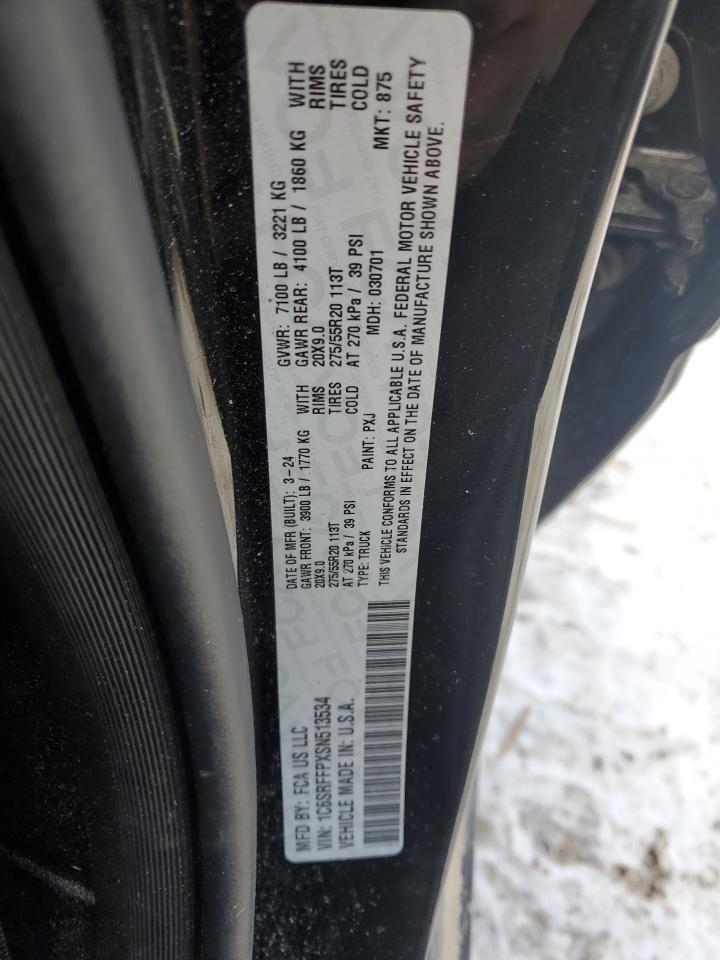 MFD BY: FCA US LLC
DATE OF MFR (BUILT): 3-24
GVWR: 7100 LB / 3221 KG
GAWR FRONT: 3900 LB / 1770 KG WITH
GAWR REAR: 4100 LB / 1860 KG WITH
20X9.0 RIMS
20X9.0 RIMS
275/55R20 113T TIRES
275/55R20 113T TIRES
AT 270 kPa / 39 PSI COLD
AT 270 kPa / 39 PSI COLD
VIN: 1C6SRFFPXSN513534
TYPE: TRUCK PAINT: PXJ MDH: 030701 MKT: 875
VEHICLE MADE IN: U.S.A.
THIS VEHICLE CONFORMS TO ALL APPLICABLE U.S.A. FEDERAL MOTOR VEHICLE SAFETY
STANDARDS IN EFFECT ON THE DATE OF MANUFACTURE SHOWN ABOVE.